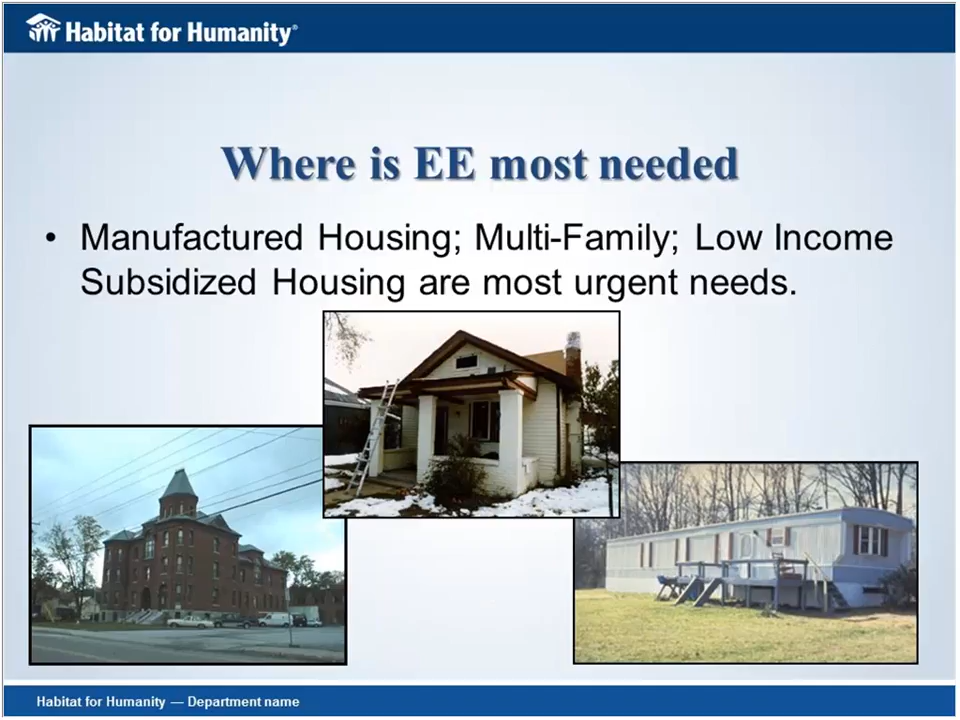 Habitat for Humanity®
Where is EE most needed
• Manufactured Housing; Multi-Family; Low Income
Subsidized Housing are most urgent needs.
Habitat for Humanity — Department name